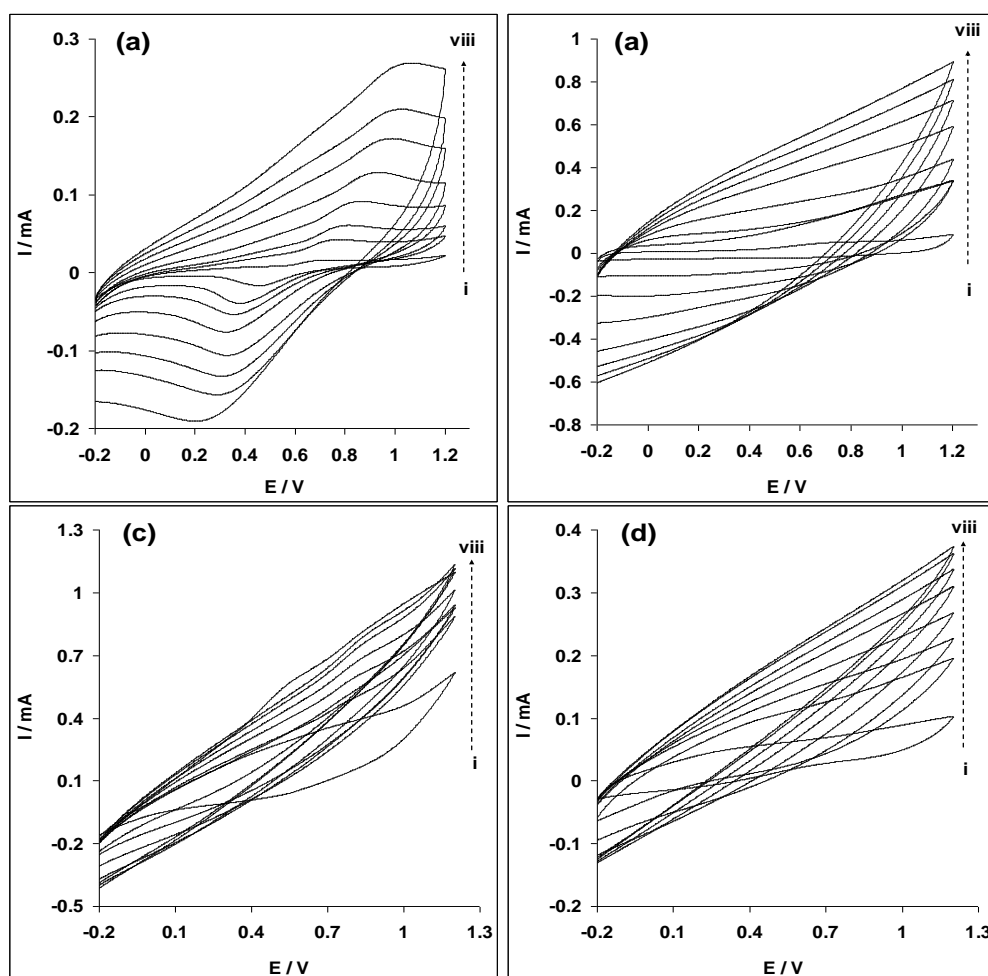 (a)
viii
0.3
0.2
0.1
0
-0.1
-0.2
I / mA
i
-0.2 0 0.2 0.4 0.6 0.8 1 1.2
E / V
(a)
viii
1
0.8
0.6
0.4
0.2
0
-0.2
-0.4
-0.6
-0.8
I / mA
i
-0.2 0 0.2 0.4 0.6 0.8 1 1.2
E / V
(c)
viii
1.3
1
0.7
0.4
0.1
-0.2
-0.5
I / mA
i
-0.2 0.1 0.4 0.7 1 1.3
E / V
(d)
viii
0.4
0.3
0.2
0.1
0
-0.1
-0.2
I / mA
i
-0.2 0.1 0.4 0.7 1 1.3
E / V